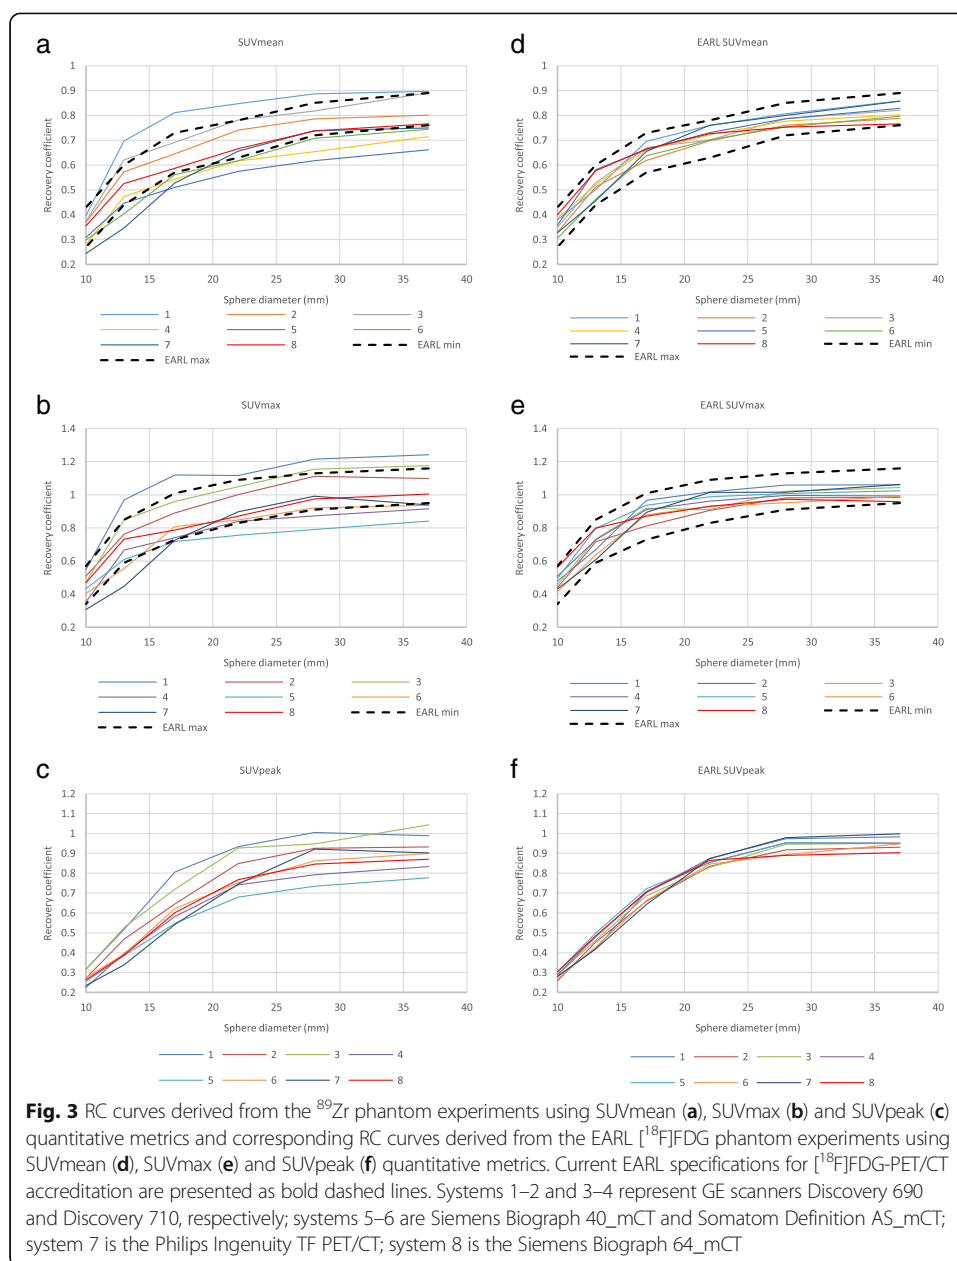 a
SUVmean
Recovery coefficient
1
0.9
0.8
0.7
0.6
0.5
0.4
0.3
0.2
10 15 20 25 30 35 40
Sphere diameter (mm)
1 2 3
4 5 6
7 8 EARL min
EARL max
d
EARL SUVmean
Recovery coefficient
1
0.9
0.8
0.7
0.6
0.5
0.4
0.3
0.2
10 15 20 25 30 35 40
Sphere diameter (mm)
1 2 3
4 5 6
7 8 EARL min
EARL max
b
SUVmax
Recovery coefficient
1.4
1.2
1
0.8
0.6
0.4
0.2
10 15 20 25 30 35 40
Sphere diameter (mm)
1 2 3
4 5 6
7 8 EARL min
EARL max
e
EARL SUVmax
Recovery coefficient
1.4
1.2
1
0.8
0.6
0.4
0.2
10 15 20 25 30 35 40
Sphere diameter (mm)
1 2 3
4 5 6
7 8 EARL min
EARL max
c
SUVpeak
Recovery coefficient
1.2
1.1
1
0.9
0.8
0.7
0.6
0.5
0.4
0.3
0.2
10 15 20 25 30 35 40
Sphere diameter (mm)
1 2 3 4
5 6 7 8
f
EARL SUVpeak
Recovery coefficient
1.2
1.1
1
0.9
0.8
0.7
0.6
0.5
0.4
0.3
0.2
10 15 20 25 30 35 40
Sphere diameter (mm)
1 2 3 4
5 6 7 8
Fig. 3 RC curves derived from the ⁸⁹Zr phantom experiments using SUVmean (a), SUVmax (b) and SUVpeak (c)
quantitative metrics and corresponding RC curves derived from the EARL [¹⁸F]FDG phantom experiments using
SUVmean (d), SUVmax (e) and SUVpeak (f) quantitative metrics. Current EARL specifications for [¹⁸F]FDG-PET/CT
accreditation are presented as bold dashed lines. Systems 1–2 and 3–4 represent GE scanners Discovery 690
and Discovery 710, respectively; systems 5–6 are Siemens Biograph 40_mCT and Somatom Definition AS_mCT;
system 7 is the Philips Ingenuity TF PET/CT; system 8 is the Siemens Biograph 64_mCT